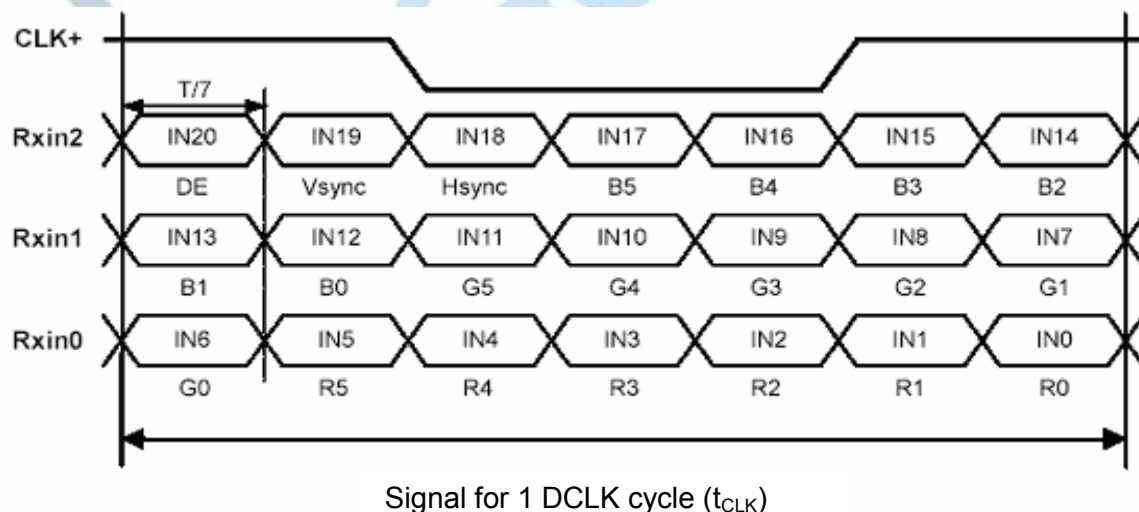 CLK+
T/7
Rxin2 IN20 IN19 IN18 IN17 IN16 IN15 IN14
DE Vsync Hsync B5 B4 B3 B2
Rxin1 IN13 IN12 IN11 IN10 IN9 IN8 IN7
B1 B0 G5 G4 G3 G2 G1
Rxin0 IN6 IN5 IN4 IN3 IN2 IN1 IN0
G0 R5 R4 R3 R2 R1 R0
Signal for 1 DCLK cycle (tCLK)